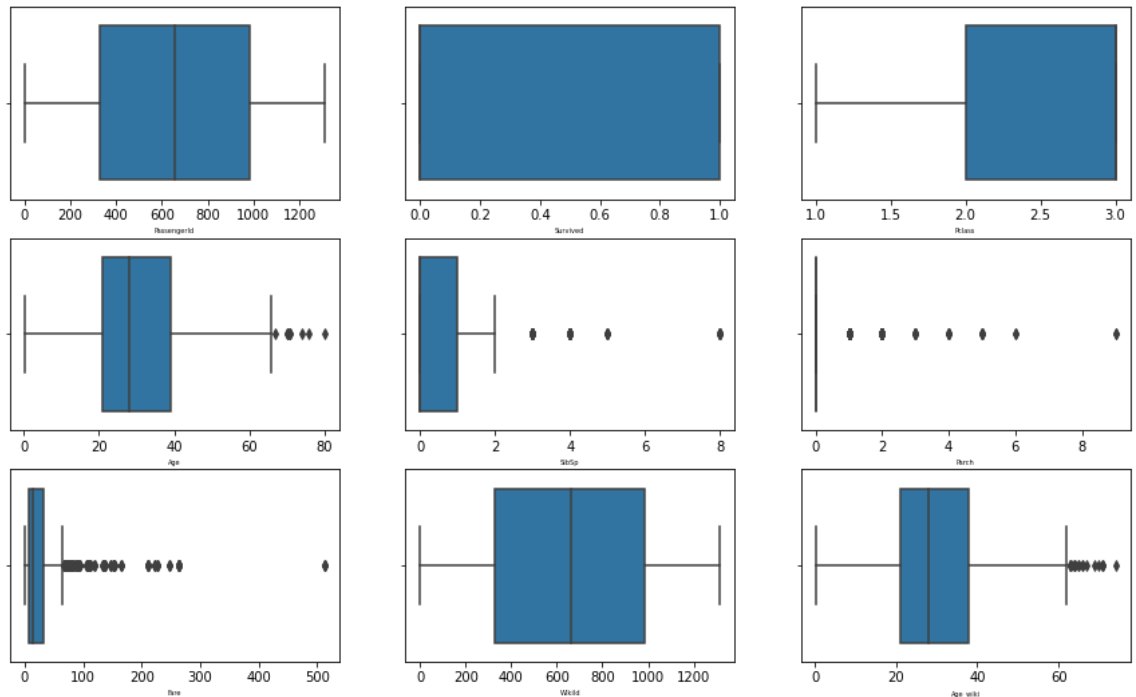 0 200 400 600 800 1000 1200
PassengerId
0.0 0.2 0.4 0.6 0.8 1.0
Survived
1.0 1.5 2.0 2.5 3.0
Pclass
0 20 40 60 80
Age
0 2 4 6 8
SibSp
0 2 4 6 8
Parch
0 100 200 300 400 500
Fare
0 200 400 600 800 1000 1200
WikiId
0 20 40 60
Age_wiki